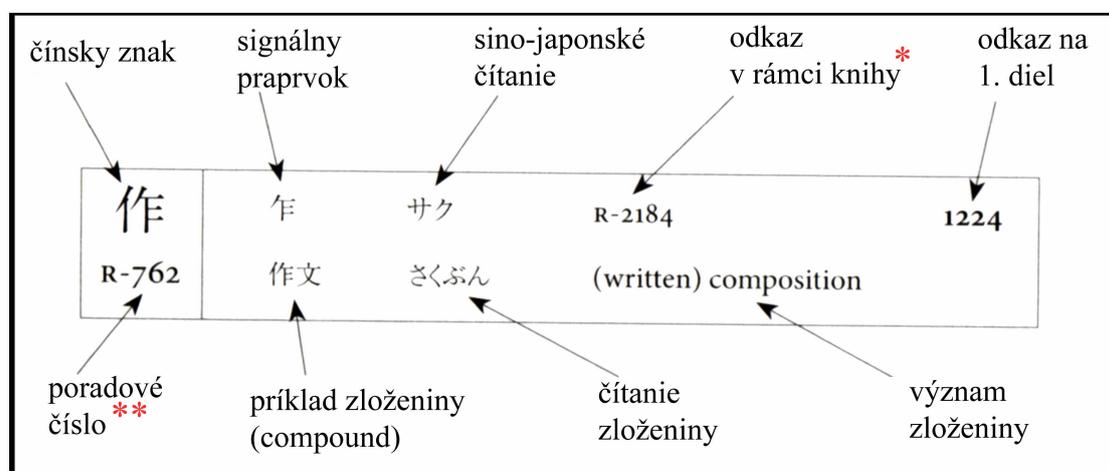 čínsky znak
signálny
praprvok
sino-japonské
čítanie
odkaz
v rámci knihy*
odkaz na
1. diel
作 乍 サク R-2184 1224
R-762 作文 さくぶん (written) composition
poradové
číslo**
príklad zloženiny
(compound)
čítanie
zloženiny
význam
zloženiny